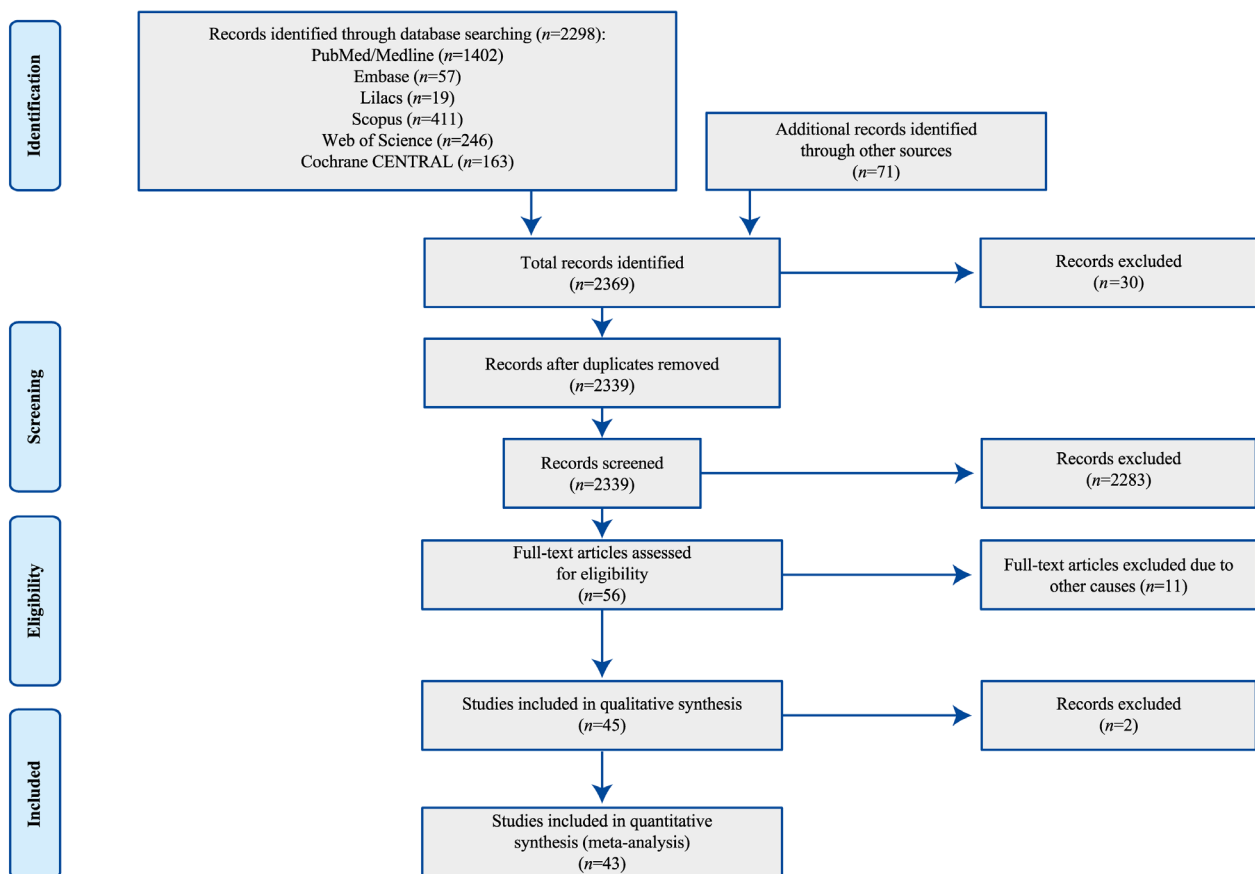 Identification
Records identified through database searching (n=2298):
PubMed/Medline (n=1402)
Embase (n=57)
Lilacs (n=19)
Scopus (n=411)
Web of Science (n=246)
Cochrane CENTRAL (n=163)
Additional records identified
through other sources
(n=71)
Total records identified
(n=2369)
Records excluded
(n=30)
Screening
Records after duplicates removed
(n=2339)
Records screened
(n=2339)
Records excluded
(n=2283)
Eligibility
Full-text articles assessed
for eligibility
(n=56)
Full-text articles excluded due to
other causes (n=11)
Studies included in qualitative synthesis
(n=45)
Records excluded
(n=2)
Included
Studies included in quantitative
synthesis (meta-analysis)
(n=43)